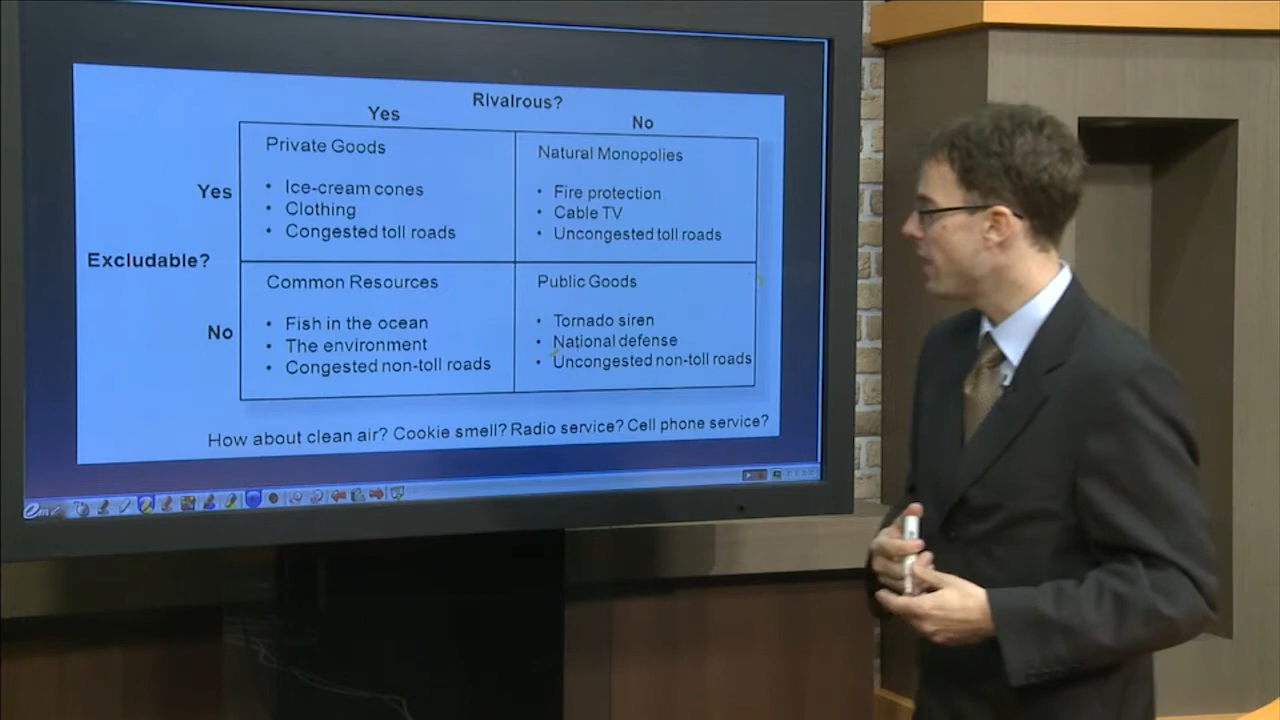 Rivalrous?
Yes
No
Private Goods
Natural Monopolies
Yes
• Ice-cream cones
• Clothing
• Congested toll roads
• Fire protection
• Cable TV
• Uncongested toll roads
Excludable?
Common Resources
Public Goods
No
• Fish in the ocean
• The environment
• Congested non-toll roads
• Tornado siren
• National defense
• Uncongested non-toll roads
How about clean air? Cookie smell? Radio service? Cell phone service?